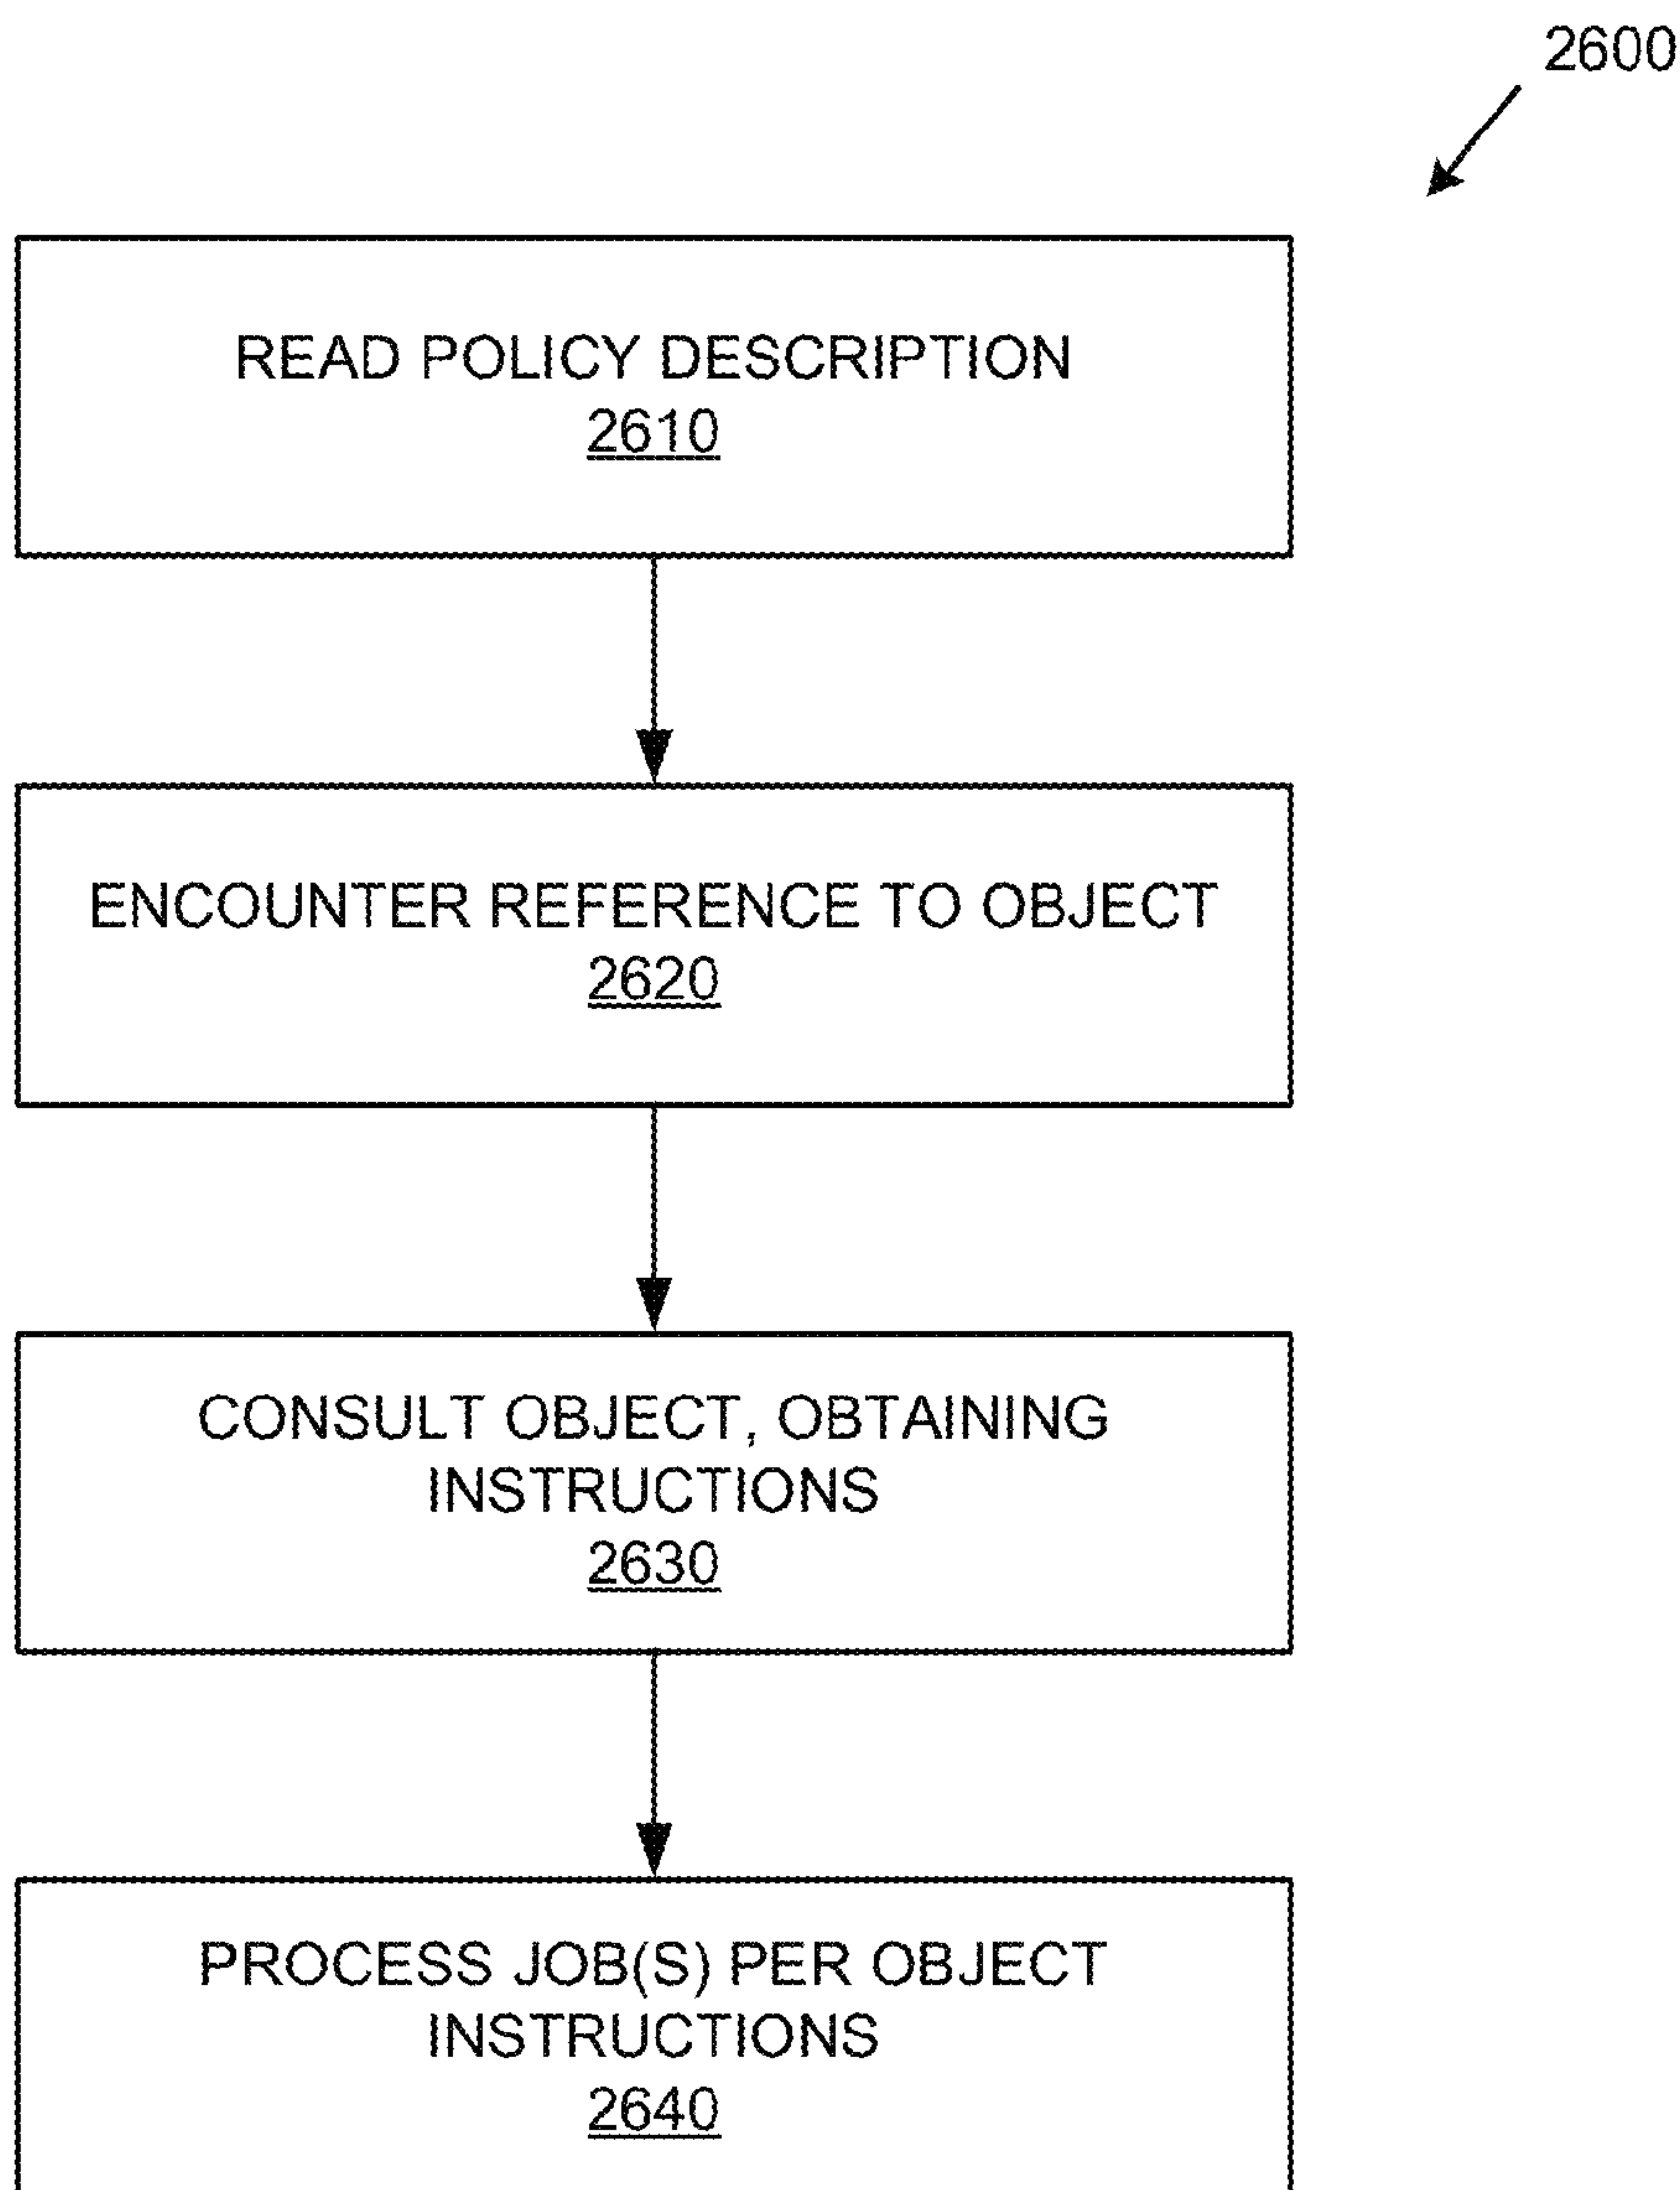 2600
READ POLICY DESCRIPTION
2610
ENCOUNTER REFERENCE TO OBJECT
2620
CONSULT OBJECT, OBTAINING
INSTRUCTIONS
2630
PROCESS JOB(S) PER OBJECT
INSTRUCTIONS
2640